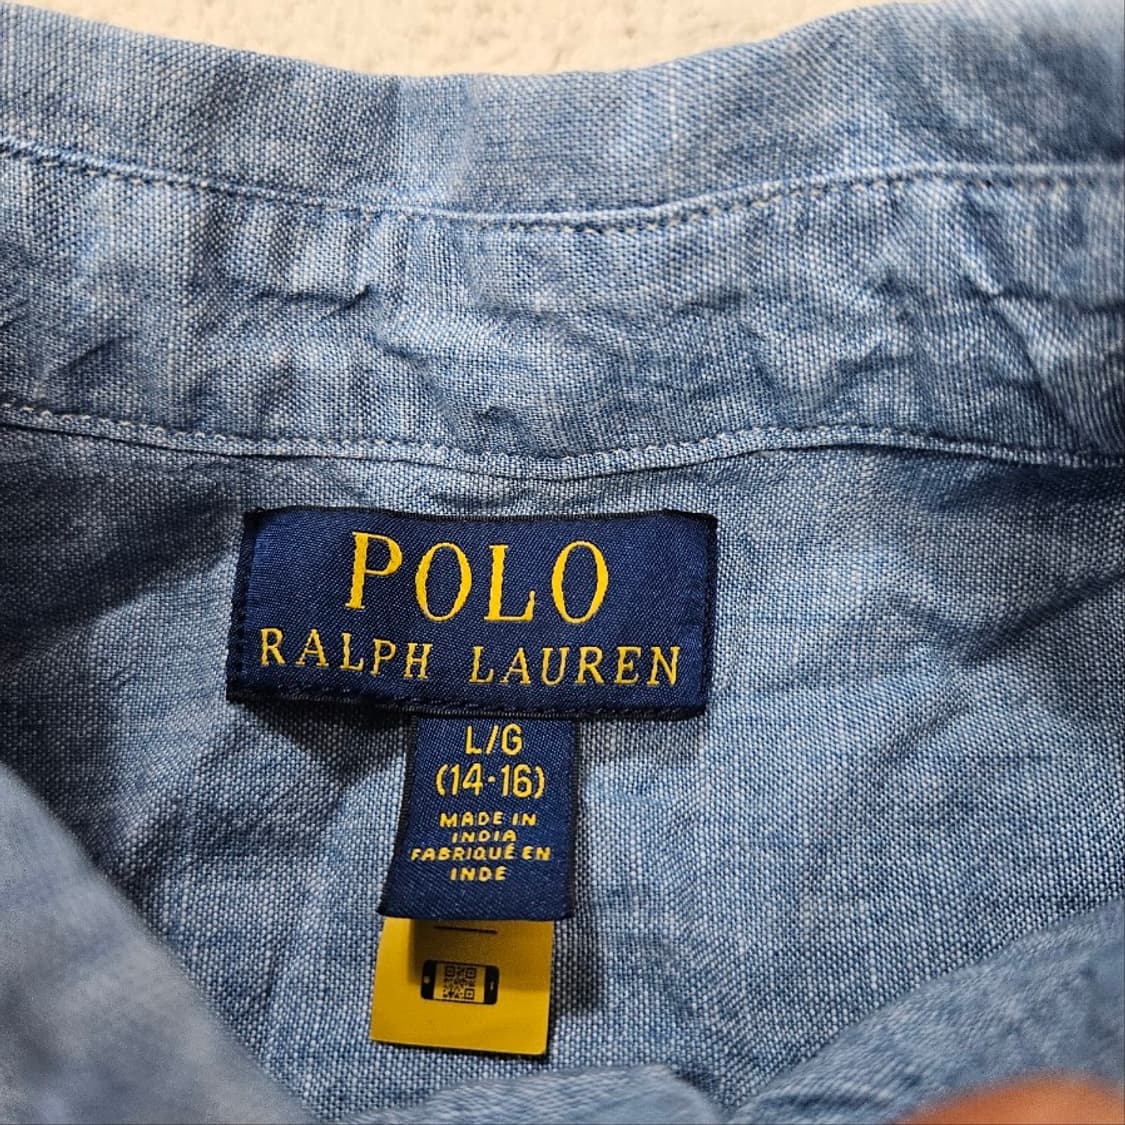 POLO
RALPH LAUREN
L/G
(14-16)
MADE IN
INDIA
FABRIQUÉ EN
INDE